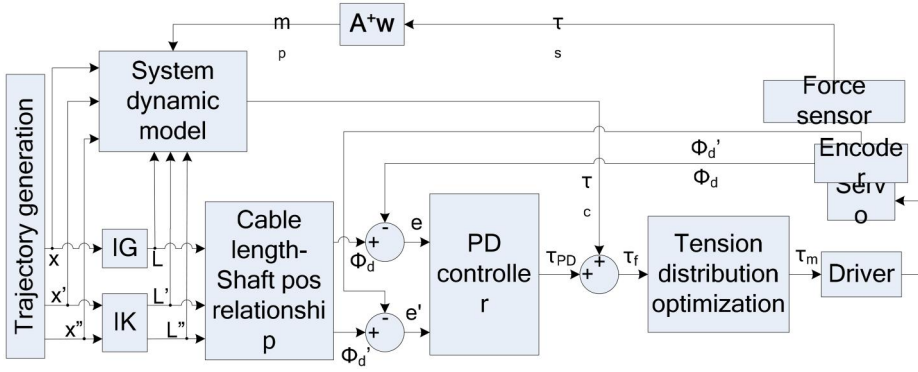 m
p
A⁺w
τ
s
System
dynamic
model
Force
sensor
Trajectory generation
Φd'
Φd
Encode
r
Serv
o
τ
c
x
IG
L
Cable
length-
Shaft pos
relationshi
p
-
+
Φd
e
PD
controlle
r
τPD
+
+
τf
Tension
distribution
optimization
τm
Driver
x'
x"
IK
L'
L"
-
+
Φd'
e'